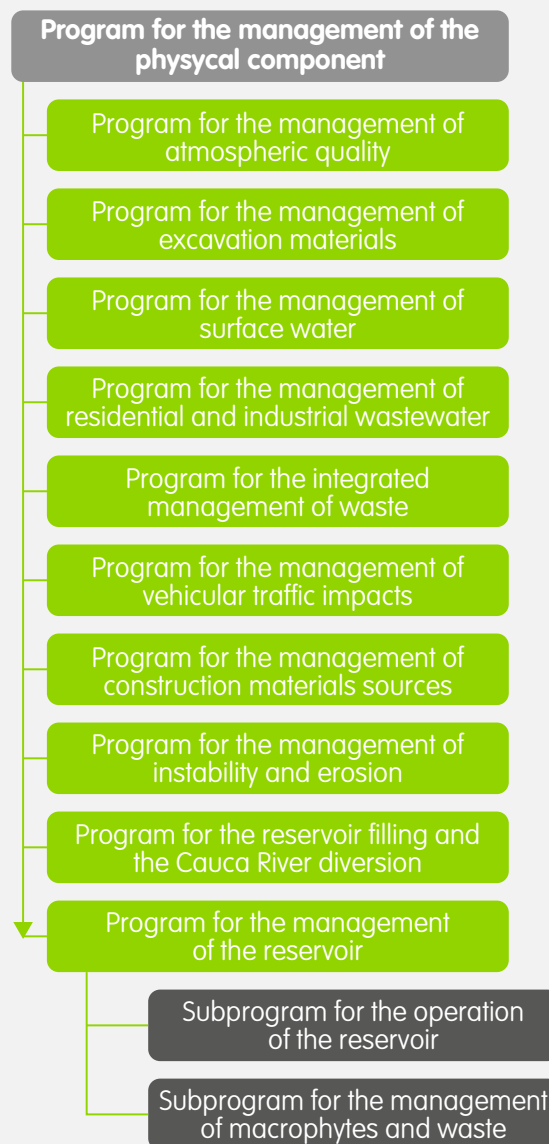 Program for the management of the
physycal component
Program for the management of
atmospheric quality
Program for the management of
excavation materials
Program for the management of
surface water
Program for the management of
residential and industrial wastewater
Program for the integrated
management of waste
Program for the management of
vehicular traffic impacts
Program for the management of
construction materials sources
Program for the management of
instability and erosion
Program for the reservoir filling and
the Cauca River diversion
Program for the management
of the reservoir
Subprogram for the operation
of the reservoir
Subprogram for the management
of macrophytes and waste